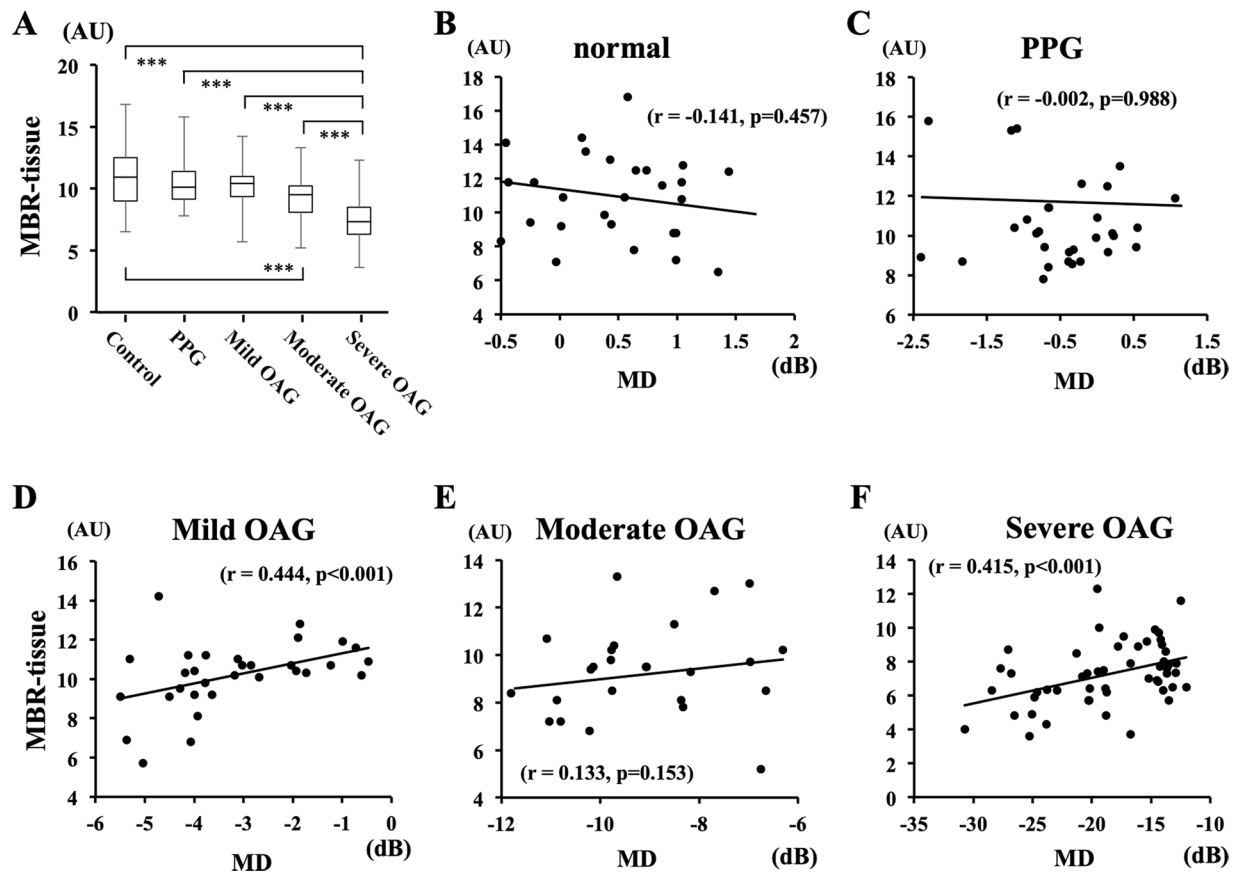 A (AU)
MBR-tissue
20
15
10
5
0
***
***
***
***
***
Control
PPG
Mild OAG
Moderate OAG
Severe OAG
B
(AU)
normal
(r = -0.141, p=0.457)
18
16
14
12
10
8
6
4
-0.5 0 0.5 1 1.5 2
MD (dB)
C
(AU)
PPG
(r = -0.002, p=0.988)
18
16
14
12
10
8
6
-2.5 -1.5 -0.5 0.5 1.5
MD (dB)
D
(AU)
Mild OAG
(r = 0.444, p<0.001)
MBR-tissue
16
14
12
10
8
6
4
-6 -5 -4 -3 -2 -1 0
MD (dB)
E
(AU)
Moderate OAG
14
12
10
8
6
4
(r = 0.133, p=0.153)
-12 -10 -8 -6
MD (dB)
F
(AU)
Severe OAG
(r = 0.415, p<0.001)
14
12
10
8
6
4
2
0
-35 -30 -25 -20 -15 -10
MD (dB)